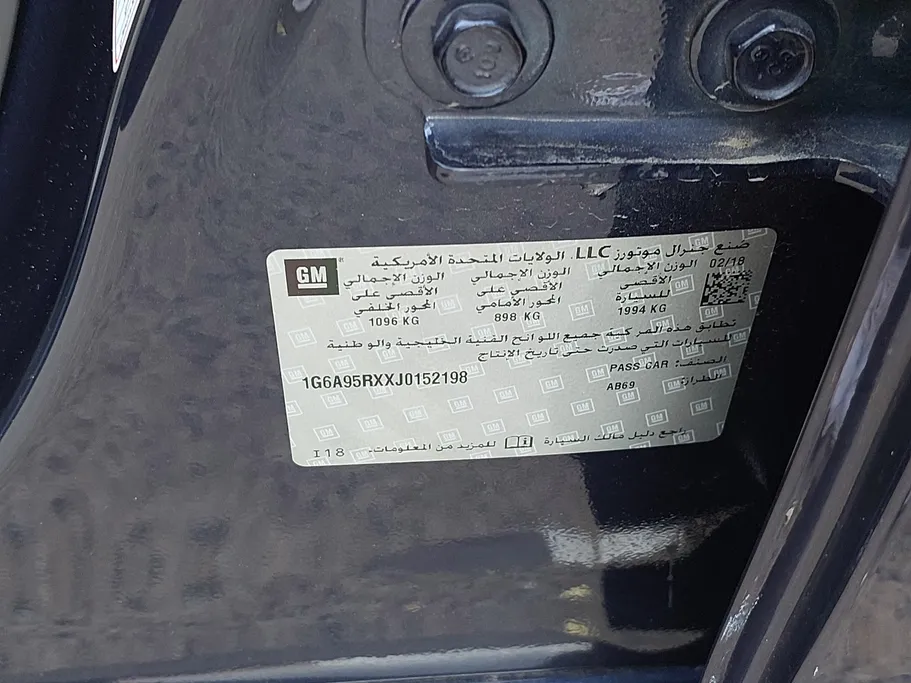 صنع جنرال موتورز LLC. الولايات المتحدة الأمريكية
GM
02/18
الوزن الإجمالي الأقصى للسيارة
1994 KG
الوزن الإجمالي الأقصى على المحور الأمامي
898 KG
الوزن الإجمالي الأقصى على المحور الخلفي
1096 KG
تطابق هذه المركبة جميع اللوائح الفنية الخليجية والوطنية
للسيارات التي صدرت حتى تاريخ الانتاج
الصنف: PASS CAR
الطراز: AB69
1G6A95RXXJ0152198
راجع دليل مالك السيارة للمزيد من المعلومات.
I18